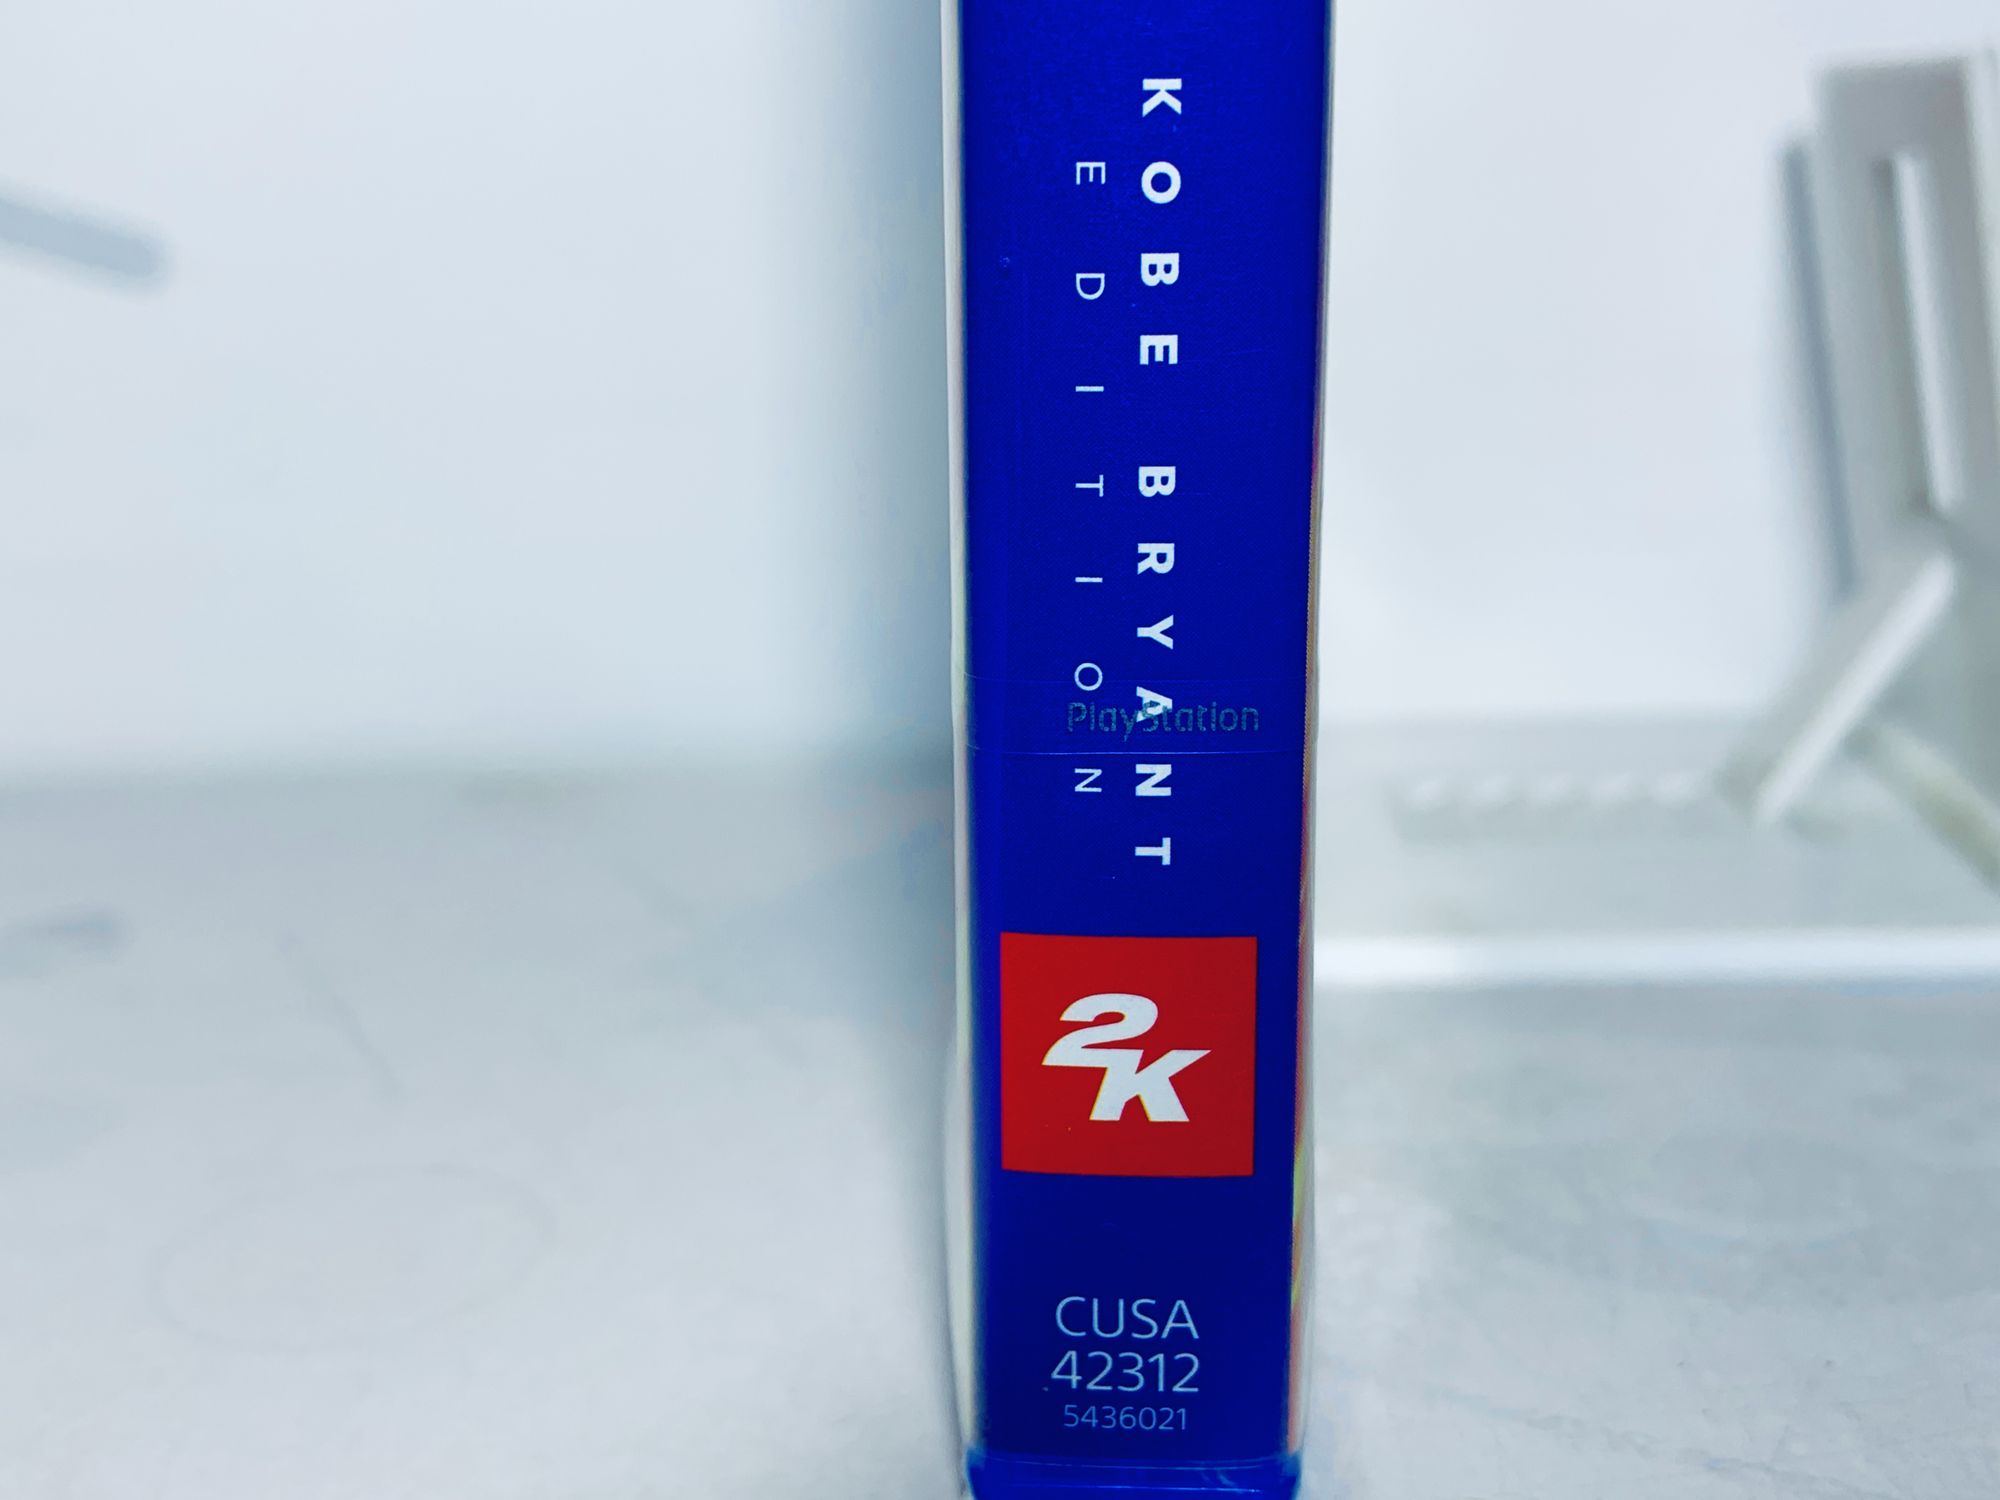 KOBE BRYANT
EDITION
PlayStation
2K
CUSA
42312
5436021